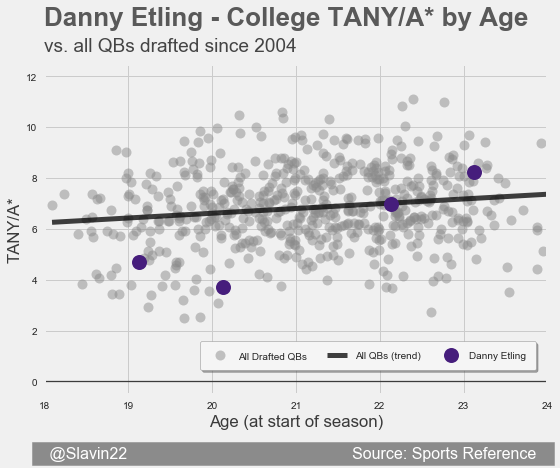 Danny Etling - College TANY/A* by Age
vs. all QBs drafted since 2004
12
10
8
6
4
2
0
TANY/A*
All Drafted QBs
All QBs (trend)
Danny Etling
18 19 20 21 22 23 24
Age (at start of season)
@Slavin22 Source: Sports Reference